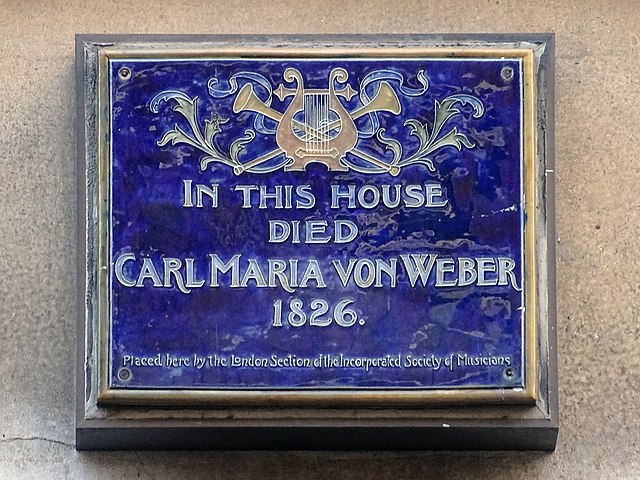 IN THIS HOUSE
DIED
CARL MARIA VON WEBER
1826.
Placed here by the London Section of the Incorporated Society of Musicians